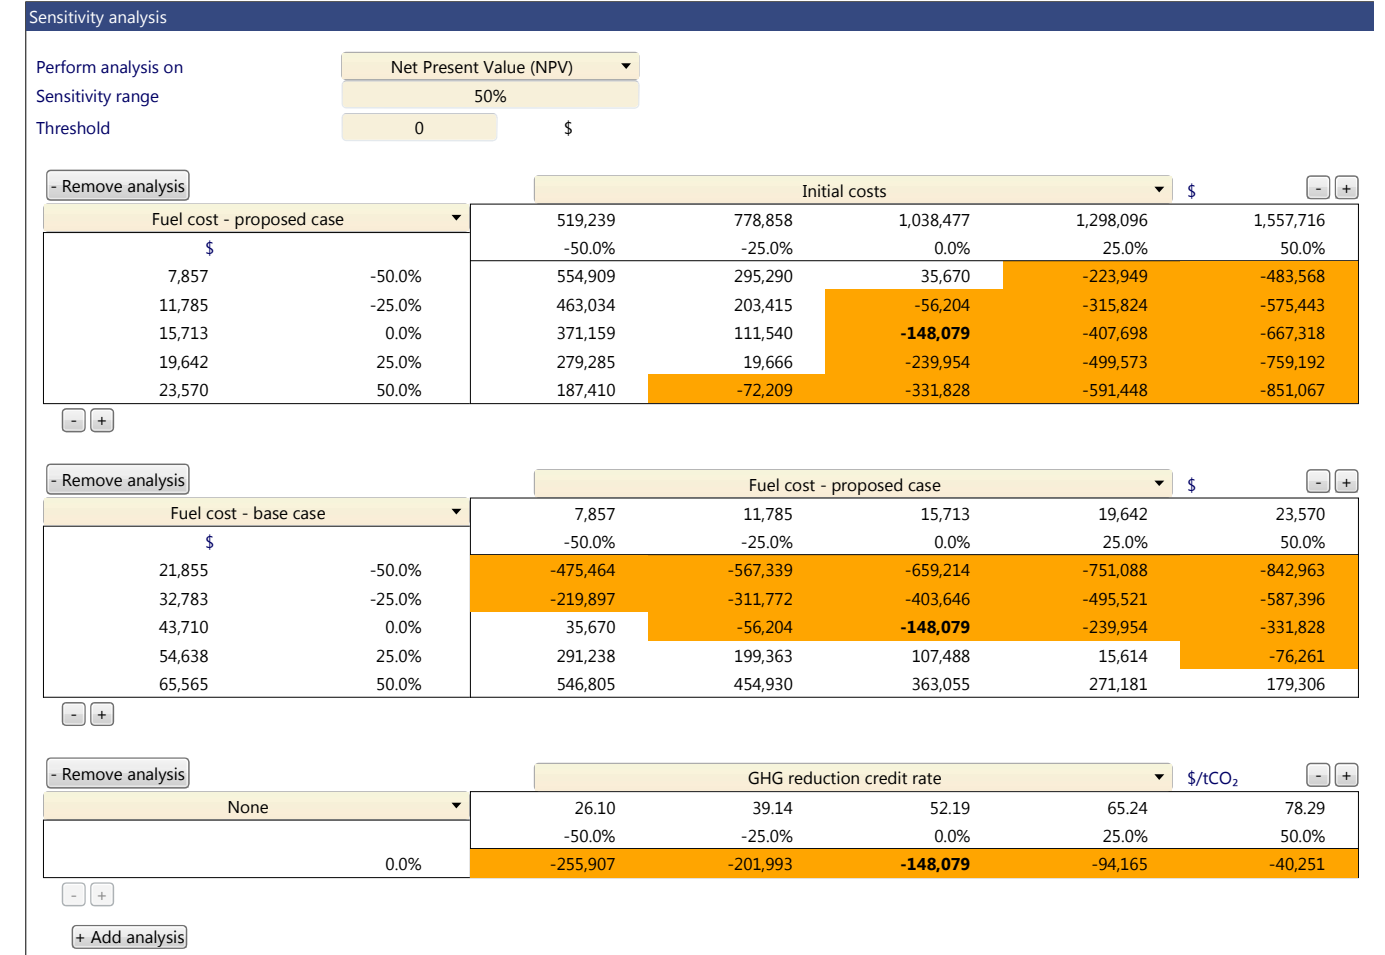 Sensitivity analysis
Perform analysis on Net Present Value (NPV)
Sensitivity range 50%
Threshold 0 $
- Remove analysis Initial costs $ - +
Fuel cost - proposed case 519,239 778,858 1,038,477 1,298,096 1,557,716
$ -50.0% -25.0% 0.0% 25.0% 50.0%
7,857 -50.0% 554,909 295,290 35,670 -223,949 -483,568
11,785 -25.0% 463,034 203,415 -56,204 -315,824 -575,443
15,713 0.0% 371,159 111,540 -148,079 -407,698 -667,318
19,642 25.0% 279,285 19,666 -239,954 -499,573 -759,192
23,570 50.0% 187,410 -72,209 -331,828 -591,448 -851,067
- +
- Remove analysis Fuel cost - proposed case $ - +
Fuel cost - base case 7,857 11,785 15,713 19,642 23,570
$ -50.0% -25.0% 0.0% 25.0% 50.0%
21,855 -50.0% -475,464 -567,339 -659,214 -751,088 -842,963
32,783 -25.0% -219,897 -311,772 -403,646 -495,521 -587,396
43,710 0.0% 35,670 -56,204 -148,079 -239,954 -331,828
54,638 25.0% 291,238 199,363 107,488 15,614 -76,261
65,565 50.0% 546,805 454,930 363,055 271,181 179,306
- +
- Remove analysis GHG reduction credit rate $/tCO₂ - +
None 26.10 39.14 52.19 65.24 78.29
-50.0% -25.0% 0.0% 25.0% 50.0%
0.0% -255,907 -201,993 -148,079 -94,165 -40,251
- +
+ Add analysis